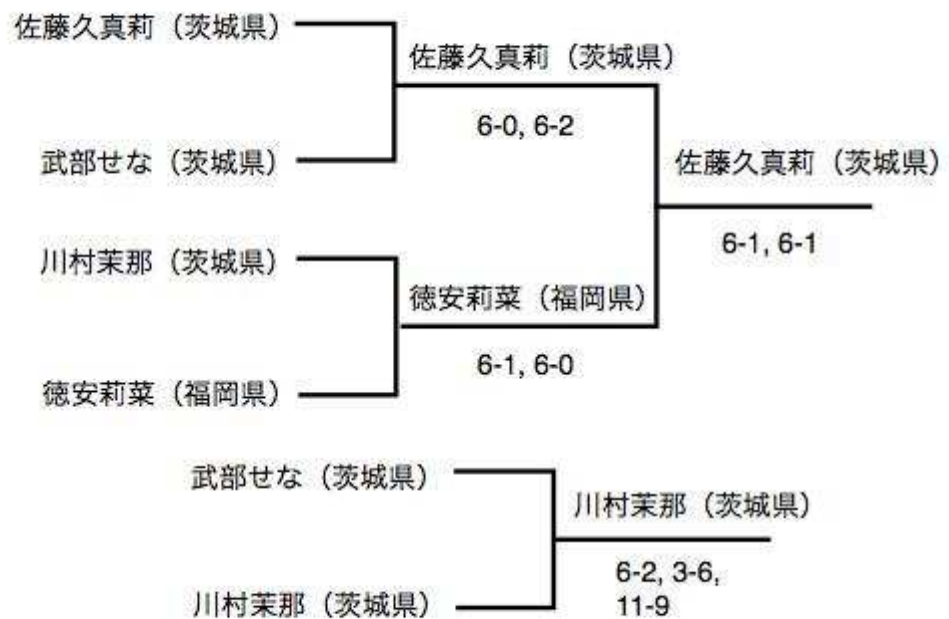 佐藤久真莉（茨城県）
佐藤久真莉（茨城県）
6-0, 6-2
武部せな（茨城県）
佐藤久真莉（茨城県）
6-1, 6-1
川村茉那（茨城県）
徳安莉菜（福岡県）
6-1, 6-0
徳安莉菜（福岡県）
武部せな（茨城県）
川村茉那（茨城県）
6-2, 3-6,
11-9
川村茉那（茨城県）